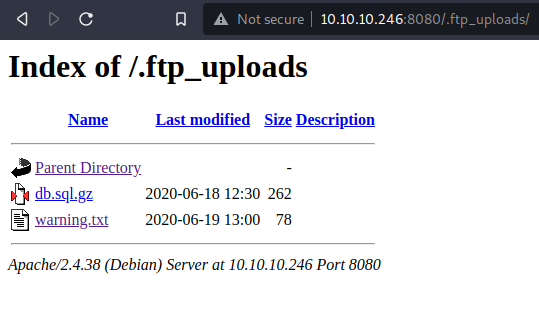 Not secure 10.10.10.246:8080/.ftp_uploads/
Index of /.ftp_uploads
Name Last modified Size Description
Parent Directory -
db.sql.gz 2020-06-18 12:30 262
warning.txt 2020-06-19 13:00 78
Apache/2.4.38 (Debian) Server at 10.10.10.246 Port 8080